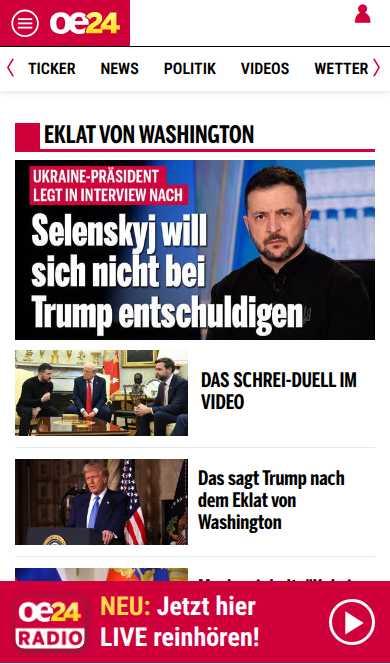 oe24
TICKER NEWS POLITIK VIDEOS WETTER
EKLAT VON WASHINGTON
UKRAINE-PRÄSIDENT
LEGT IN INTERVIEW NACH
Selenskyj will
sich nicht bei
Trump entschuldigen
DAS SCHREI-DUELL IM
VIDEO
Das sagt Trump nach
dem Eklat von
Washington
oe24 NEU: Jetzt hier
RADIO LIVE reinhören!